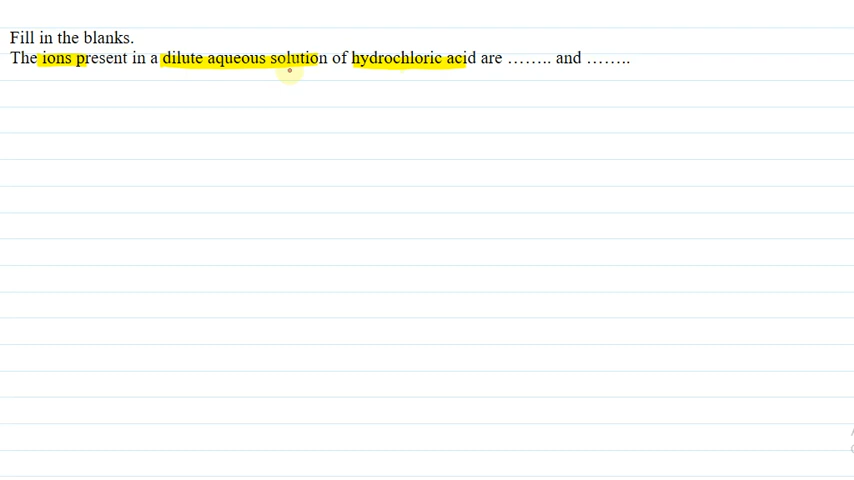 Fill in the blanks.
The ions present in a dilute aqueous solution of hydrochloric acid are …….. and ……..